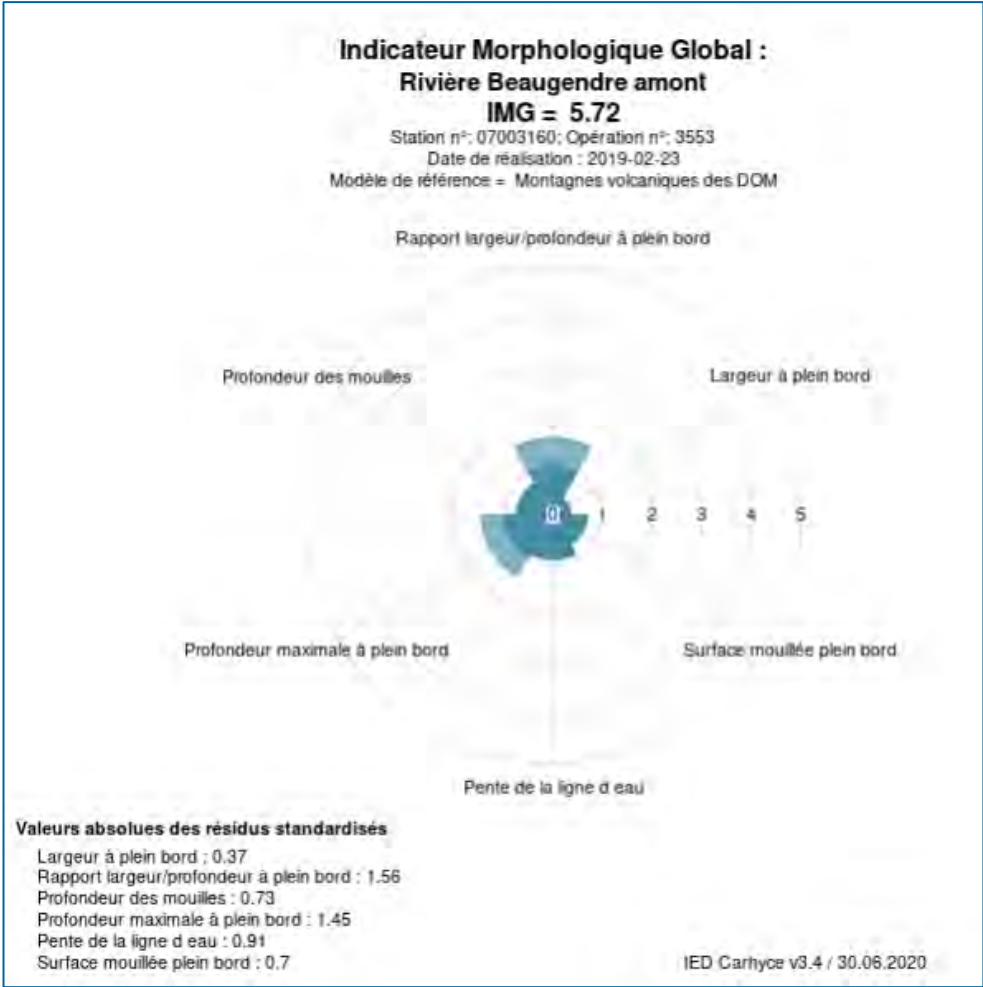 Indicateur Morphologique Global :
Rivière Beaugendre amont
IMG = 5.72
Station n°: 07003160; Opération n°: 3553
Date de réalisation : 2019-02-23
Modèle de référence = Montagnes volcaniques des DOM
Rapport largeur/profondeur à plein bord
Profondeur des mouilles
Largeur à plein bord
0 1 2 3 4 5
Profondeur maximale à plein bord
Surface mouillée plein bord
Pente de la ligne d eau
Valeurs absolues des résidus standardisés
Largeur à plein bord : 0.37
Rapport largeur/profondeur à plein bord : 1.56
Profondeur des mouilles : 0.73
Profondeur maximale à plein bord : 1.45
Pente de la ligne d eau : 0.91
Surface mouillée plein bord : 0.7
IED Carhyce v3.4 / 30.06.2020